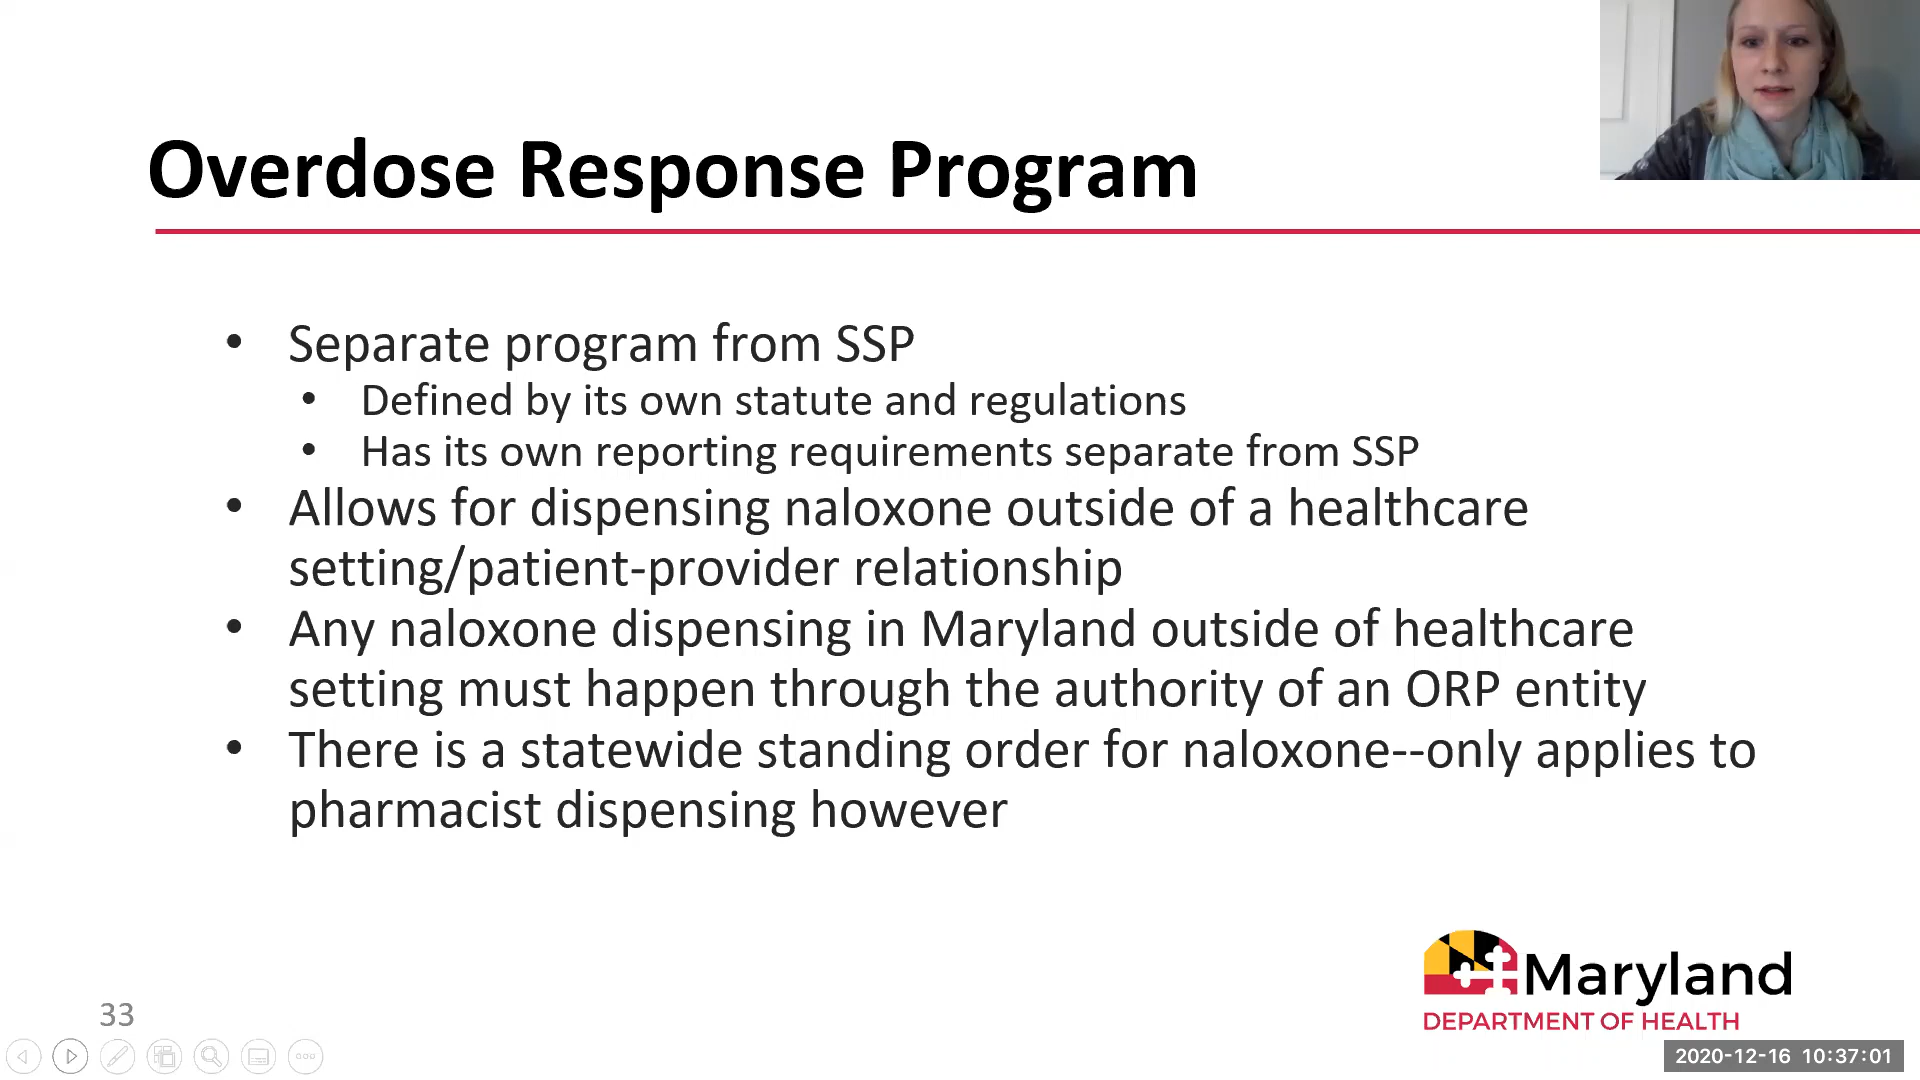 Overdose Response Program
• Separate program from SSP
• Defined by its own statute and regulations
• Has its own reporting requirements separate from SSP
• Allows for dispensing naloxone outside of a healthcare
setting/patient-provider relationship
• Any naloxone dispensing in Maryland outside of healthcare
setting must happen through the authority of an ORP entity
• There is a statewide standing order for naloxone--only applies to
pharmacist dispensing however
Maryland
DEPARTMENT OF HEALTH
33
2020-12-16 10:37:01